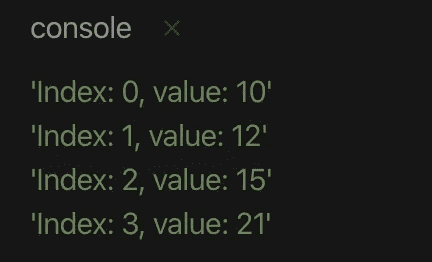 console ×
'Index: 0, value: 10'
'Index: 1, value: 12'
'Index: 2, value: 15'
'Index: 3, value: 21'